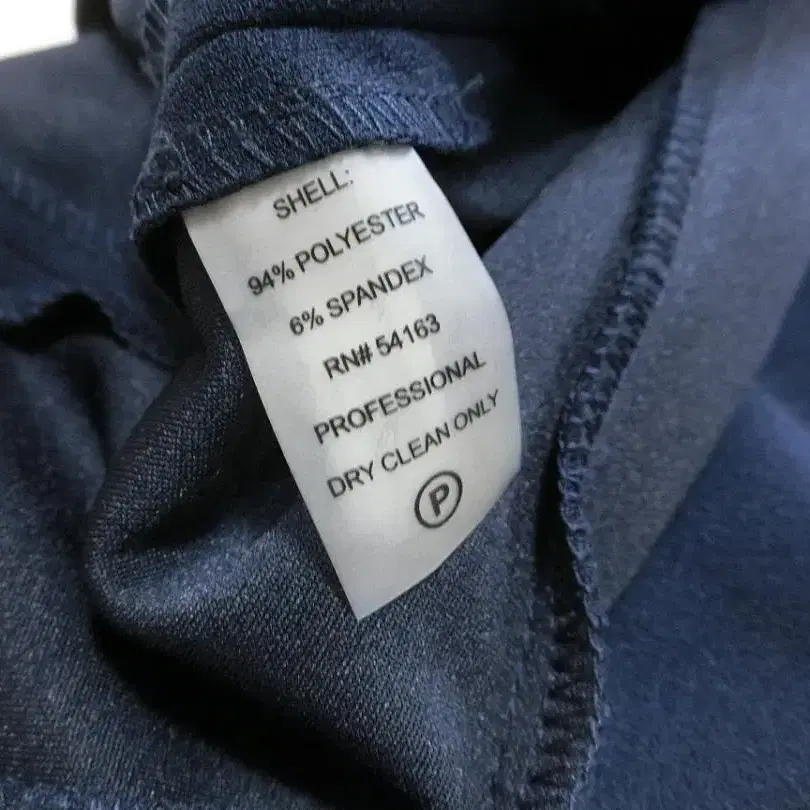 SHELL:
94% POLYESTER
6% SPANDEX
RN# 54163
PROFESSIONAL
DRY CLEAN ONLY
P